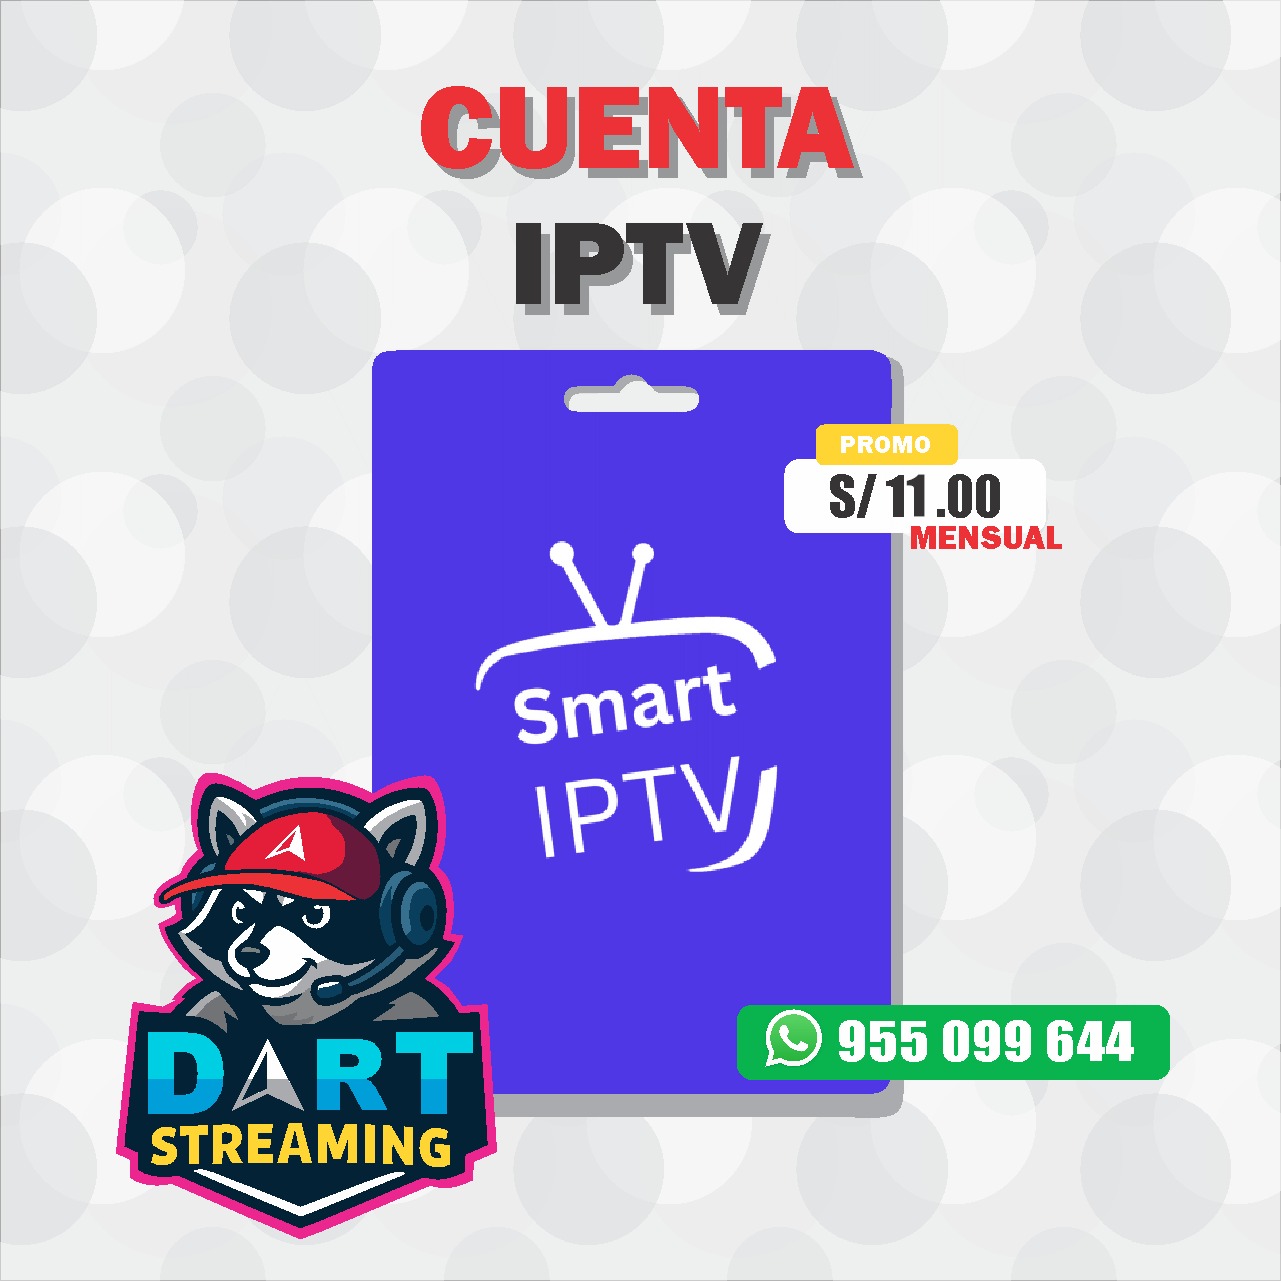 CUENTA
IPTV
PROMO
S/ 11.00
MENSUAL
Smart
IPTV
955 099 644
DART
STREAMING